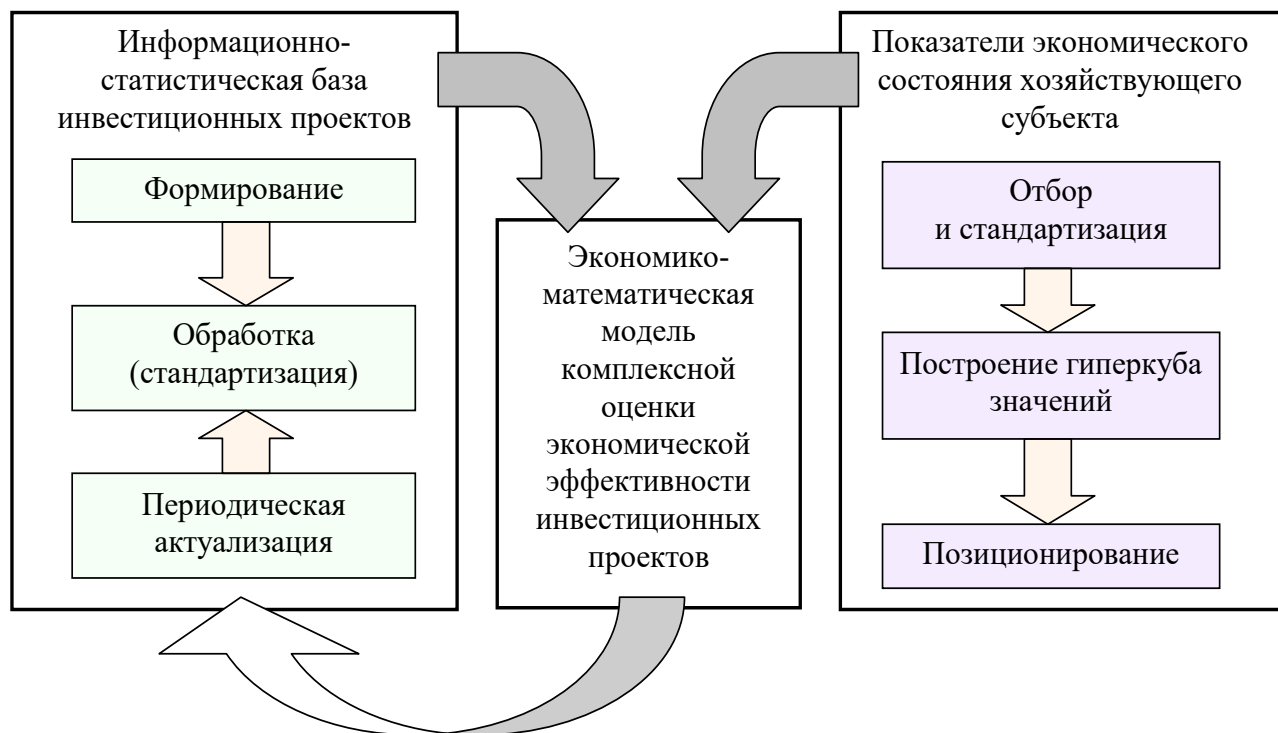 Информационно-
статистическая база
инвестиционных проектов
Формирование
Обработка
(стандартизация)
Периодическая
актуализация
Экономико-
математическая
модель
комплексной
оценки
экономической
эффективности
инвестиционных
проектов
Показатели экономического
состояния хозяйствующего
субъекта
Отбор
и стандартизация
Построение гиперкуба
значений
Позиционирование